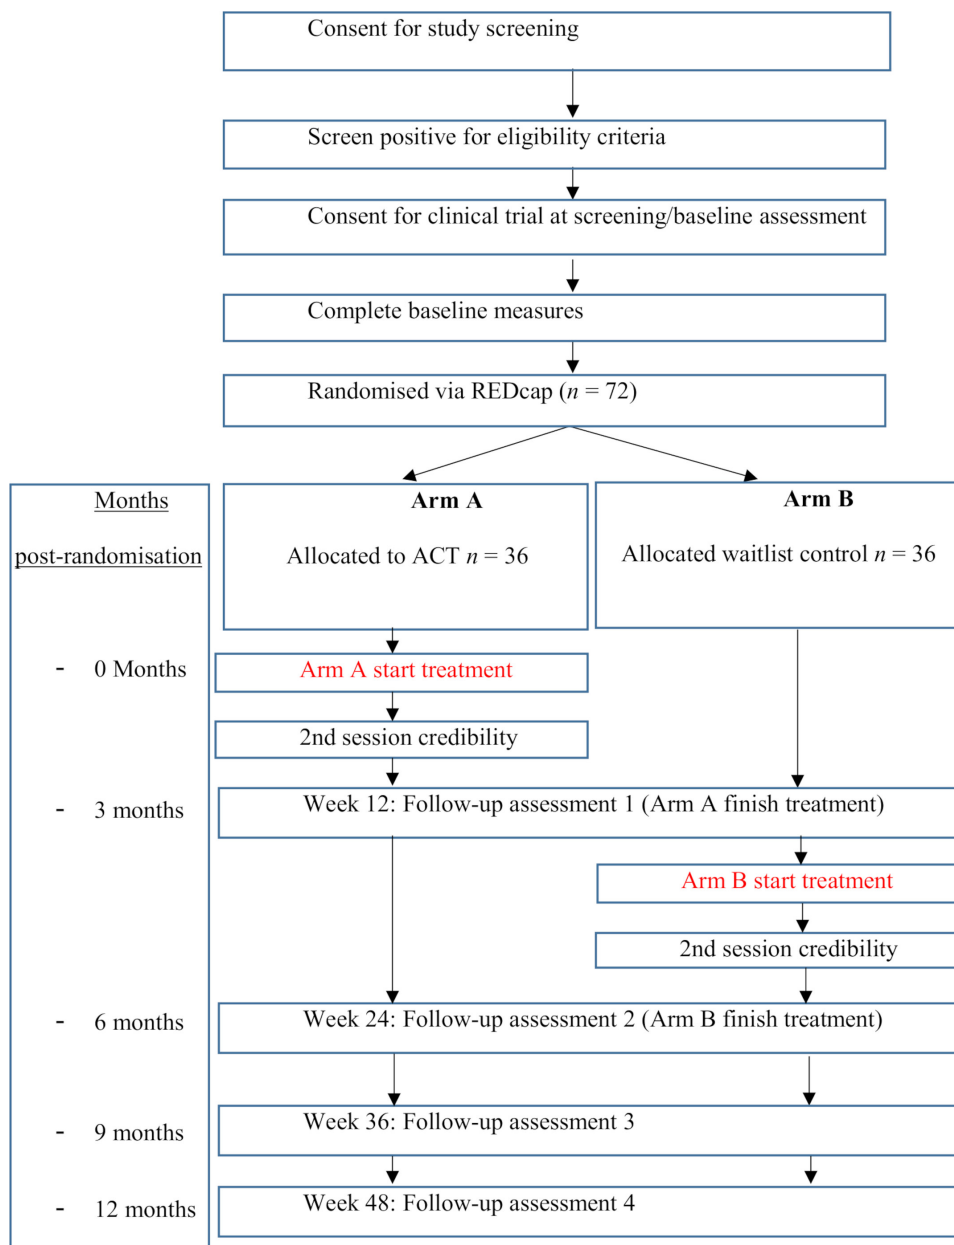 Consent for study screening
Screen positive for eligibility criteria
Consent for clinical trial at screening/baseline assessment
Complete baseline measures
Randomised via REDcap (n = 72)
Months
post-randomisation
Arm A
Allocated to ACT n = 36
Arm B
Allocated waitlist control n = 36
- 0 Months
Arm A start treatment
2nd session credibility
- 3 months
Week 12: Follow-up assessment 1 (Arm A finish treatment)
Arm B start treatment
2nd session credibility
- 6 months
Week 24: Follow-up assessment 2 (Arm B finish treatment)
- 9 months
Week 36: Follow-up assessment 3
- 12 months
Week 48: Follow-up assessment 4